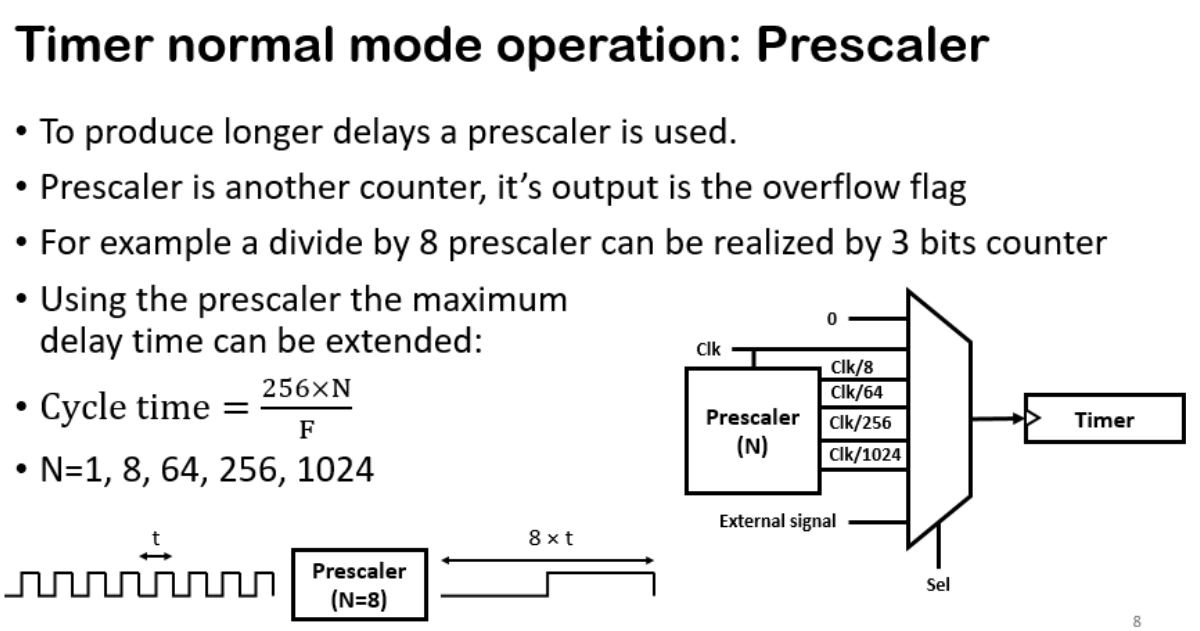 Timer normal mode operation: Prescaler
• To produce longer delays a prescaler is used.
• Prescaler is another counter, it's output is the overflow flag
• For example a divide by 8 prescaler can be realized by 3 bits counter
• Using the prescaler the maximum
delay time can be extended:
• Cycle time = 256×N
F
• N=1, 8, 64, 256, 1024
0
Clk
Clk/8
Clk/64
Clk/256
Clk/1024
Prescaler
(N)
External signal
Sel
Timer
t
Prescaler
(N=8)
8 x t
8